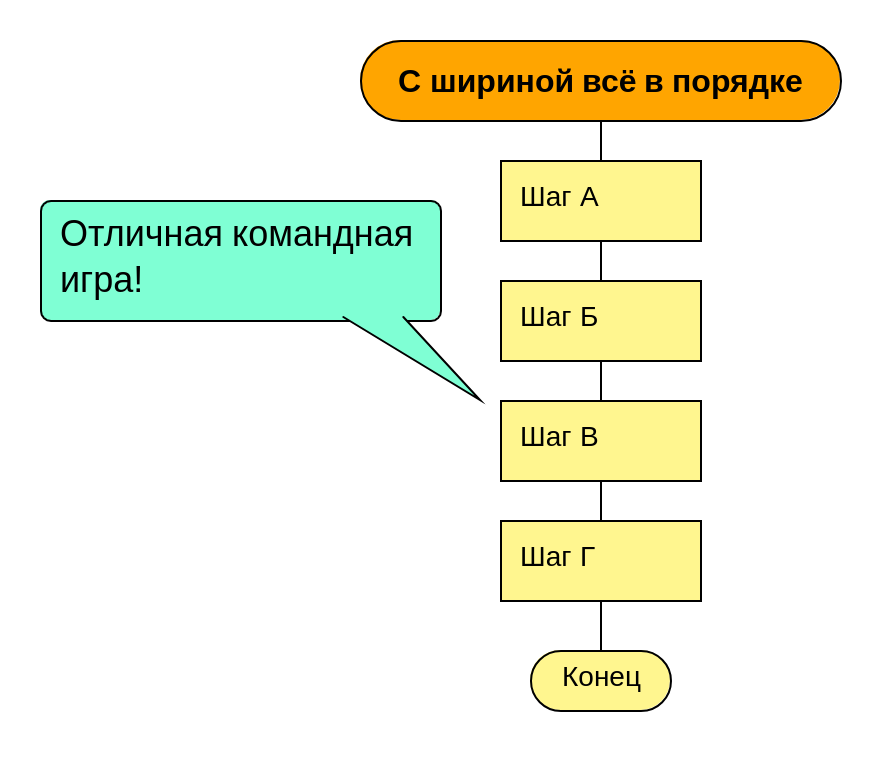 С шириной всё в порядке
Шаг А
Отличная командная
игра!
Шаг Б
Шаг В
Шаг Г
Конец